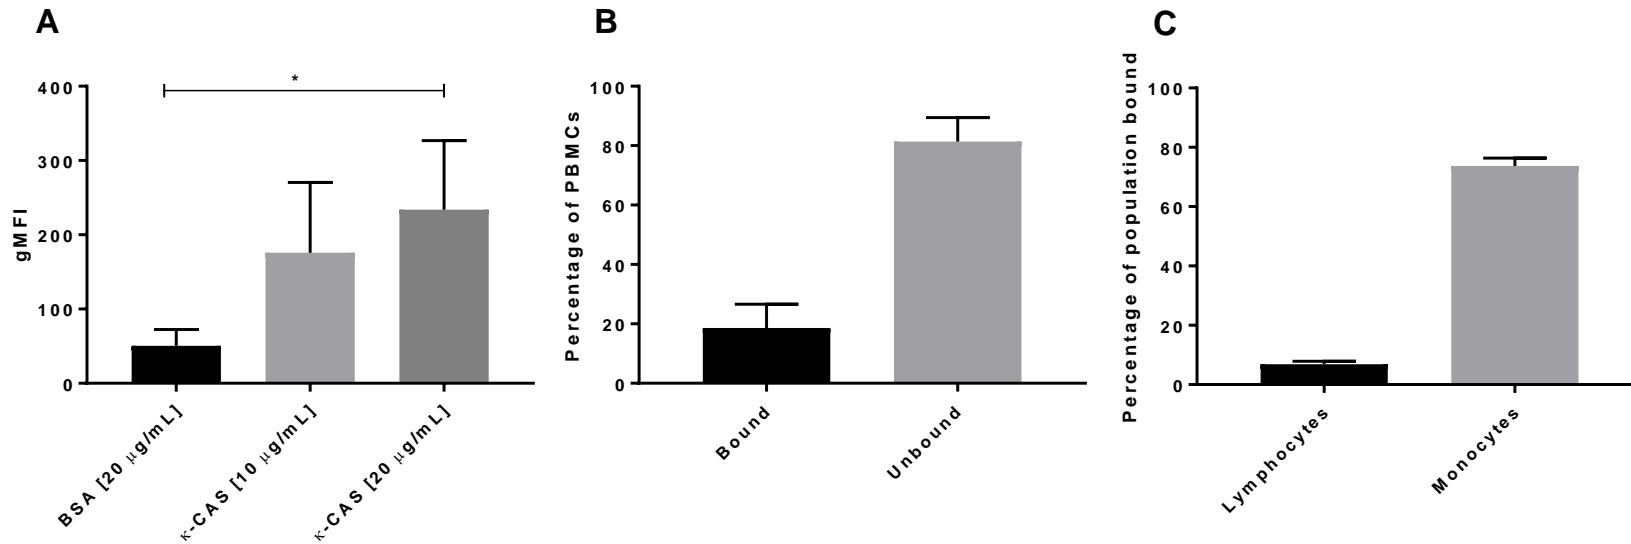 A
gMFI
400
300
200
100
0
*
BSA [20 μg/mL]
κ-CAS [10 μg/mL]
κ-CAS [20 μg/mL]
B
Percentage of PBMCs
100
80
60
40
20
0
Bound
Unbound
C
Percentage of population bound
100
80
60
40
20
0
Lymphocytes
Monocytes